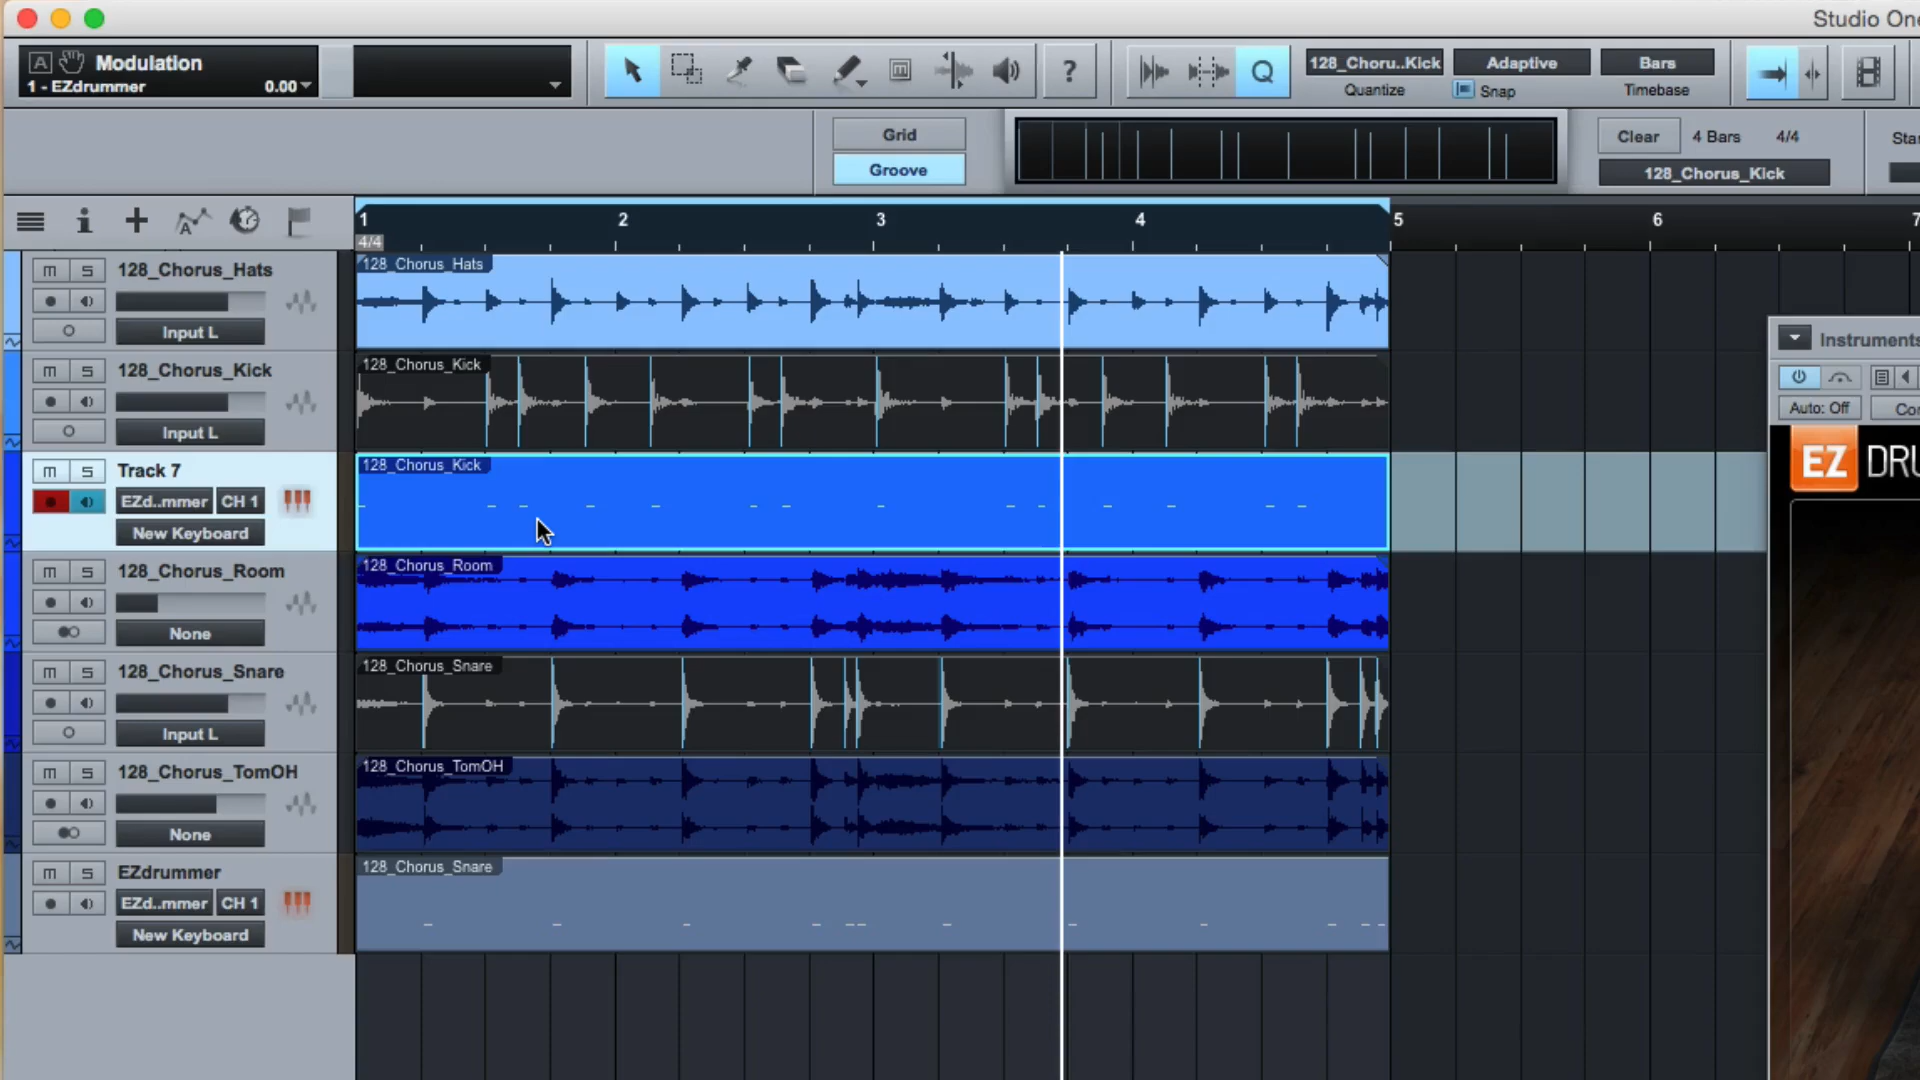 Studio One
A Modulation
1 - EZdrummer 0.00
?
Q
128_Choru..Kick Adaptive Bars
Quantize Snap Timebase
Grid
Groove
Clear 4 Bars 4/4
128_Chorus_Kick
1 2 3 4 5 6 7
4/4
M S 128_Chorus_Hats
Input L
128_Chorus_Hats
M S 128_Chorus_Kick
Input L
128_Chorus_Kick
M S Track 7
EZd..mmer CH 1
New Keyboard
128_Chorus_Kick
M S 128_Chorus_Room
None
128_Chorus_Room
M S 128_Chorus_Snare
Input L
128_Chorus_Snare
M S 128_Chorus_TomOH
None
128_Chorus_TomOH
M S EZdrummer
EZd..mmer CH 1
New Keyboard
128_Chorus_Snare
Instruments
Auto: Off
EZ DRU